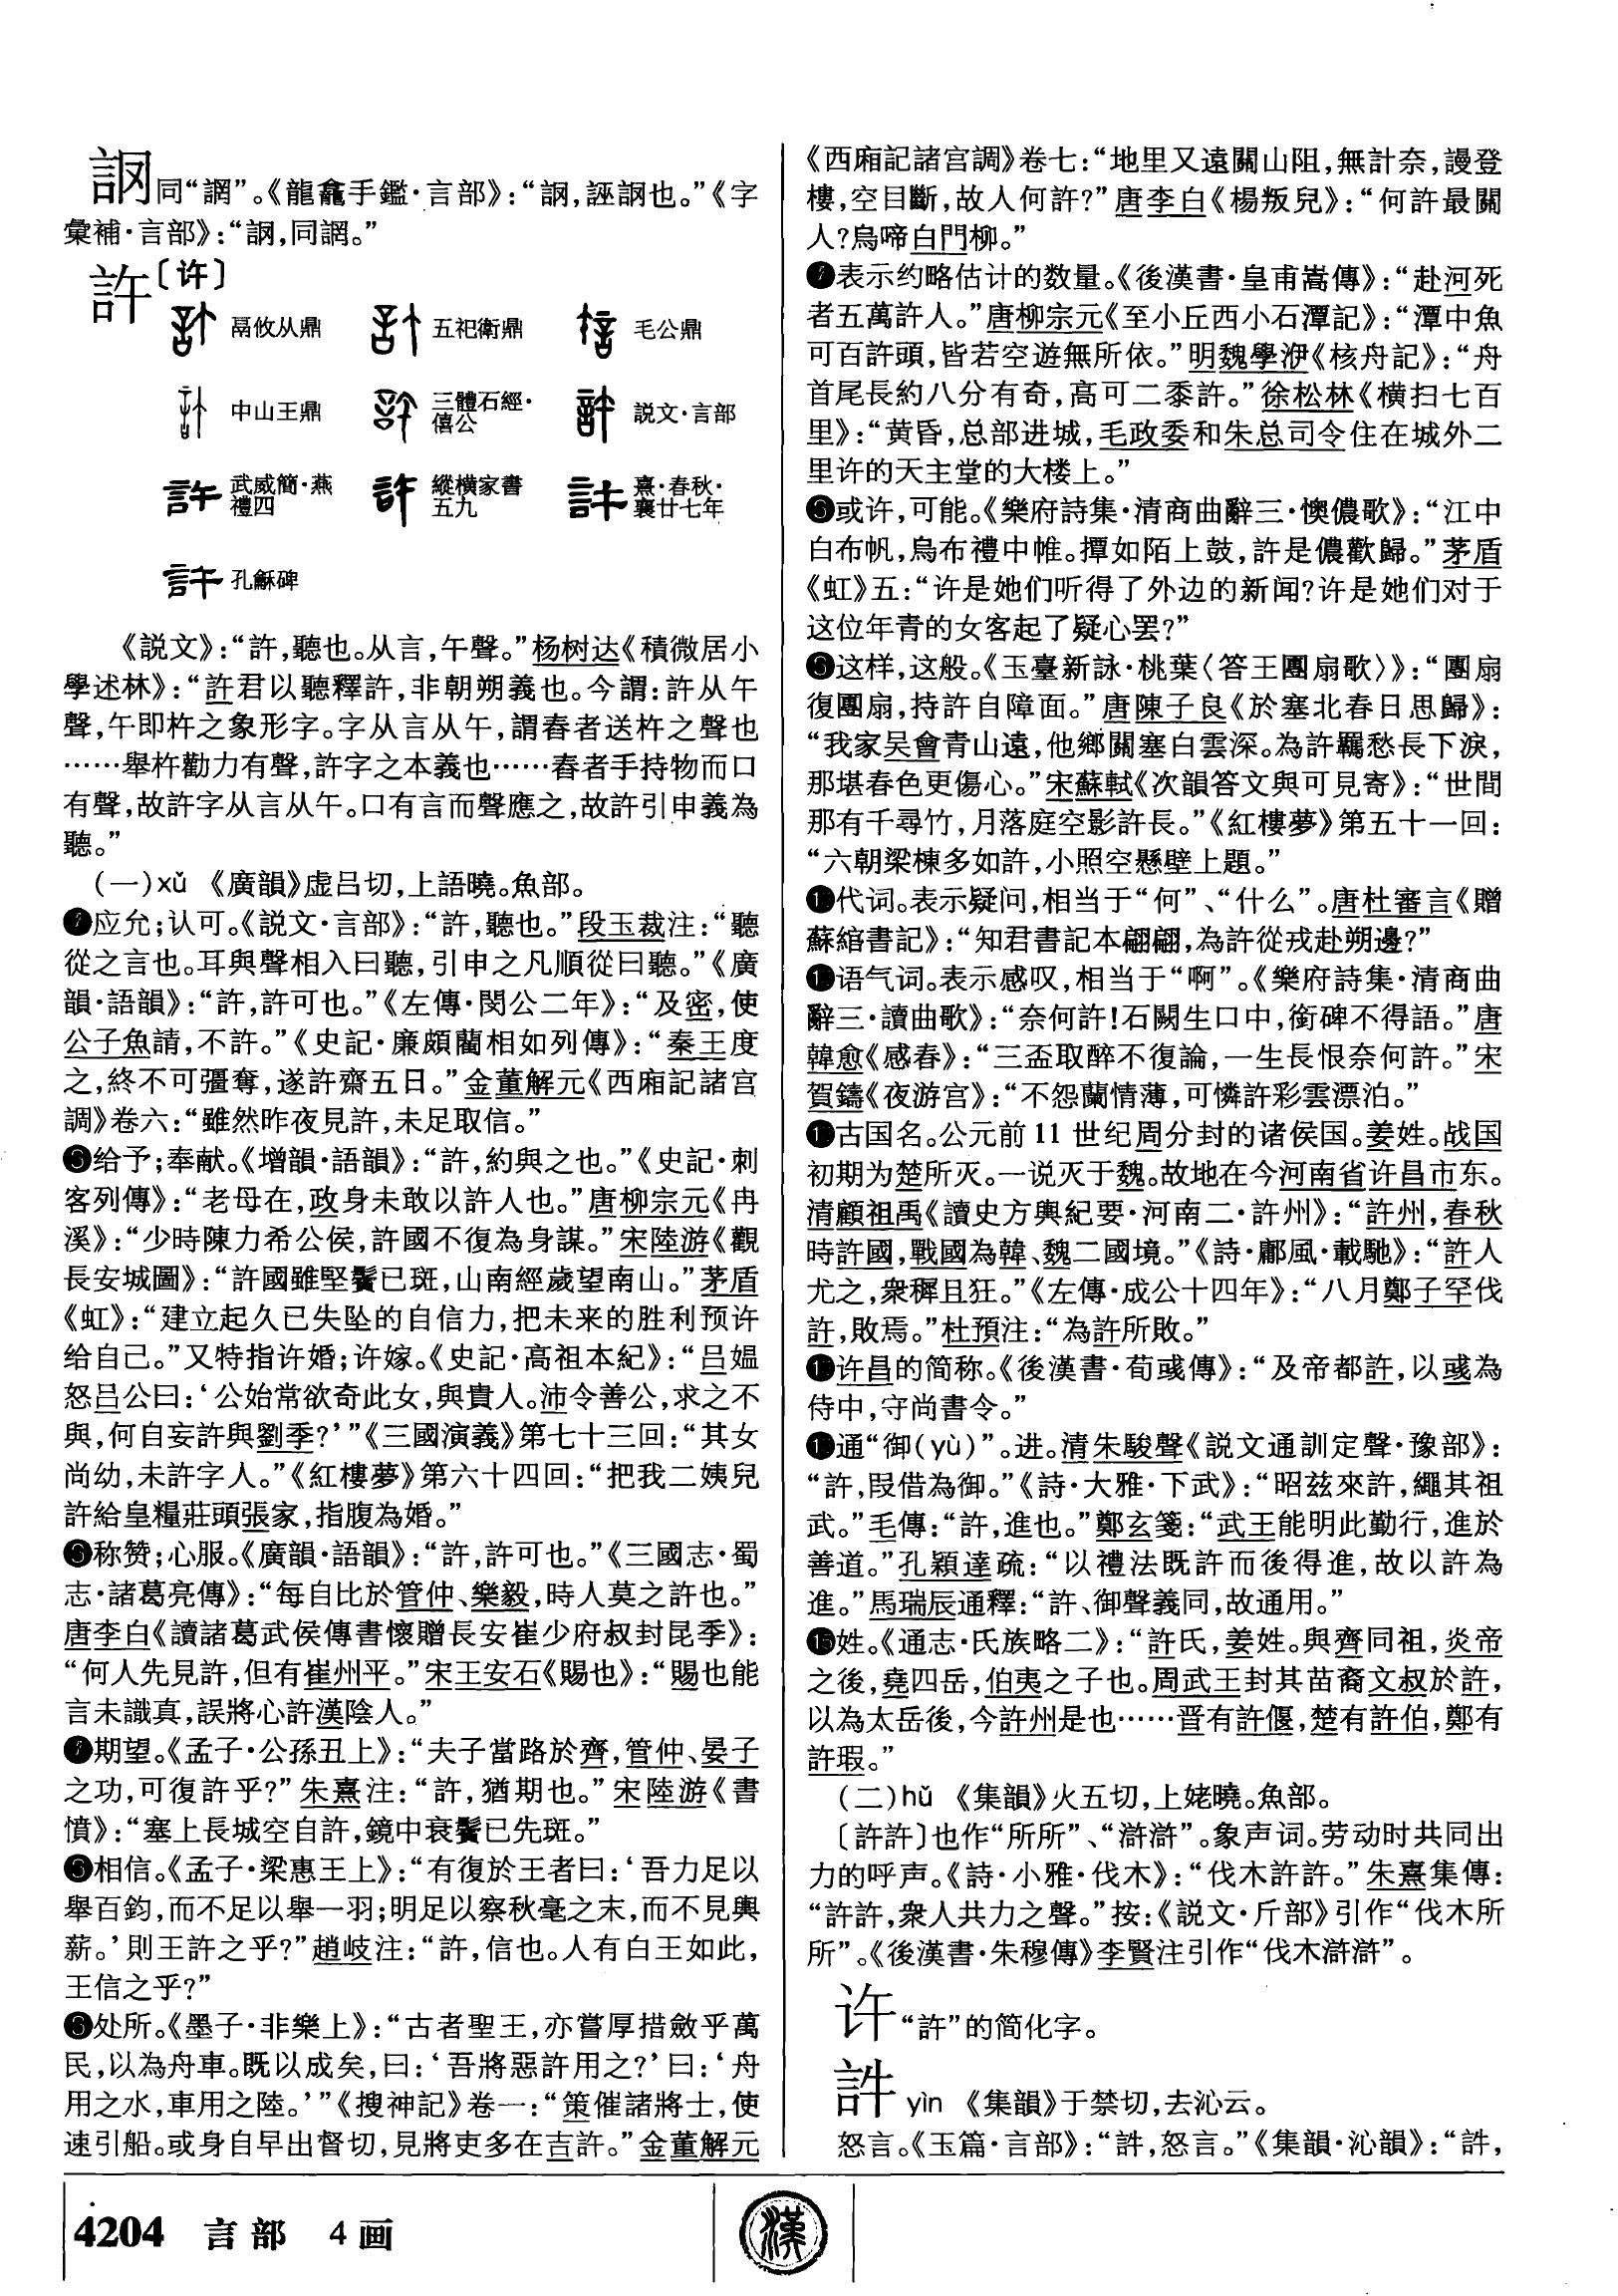 訶同“誷”。《龍龕手鑑·言部》：“㒺，誣㒺也。”《字
彙補·言部》：“㒺，同誷。”
許〔许〕
鬲攸从鼎 五祀衛鼎 毛公鼎
中山王鼎 三體石經·僖公 説文·言部
武威簡·燕禮四 縱横家書五九 熹·春秋·襄廿七年
孔龢碑
《説文》：“許，聽也。从言，午聲。”杨树达《積微居小
學述林》：“許君以聽釋許，非朝朔義也。今謂：許从午
聲，午即杵之象形字。字从言从午，謂舂者送杵之聲也
……舉杵勸力有聲，許字之本義也……舂者手持物而口
有聲，故許字从言从午。口有言而聲應之，故許引申義為
聽。”
（一）xǔ 《廣韻》虚吕切，上語曉。魚部。
❶应允；认可。《説文·言部》：“許，聽也。”段玉裁注：“聽
從之言也。耳與聲相入曰聽，引申之凡順從曰聽。”《廣
韻·語韻》：“許，許可也。”《左傳·閔公二年》：“及密，使
公子魚請，不許。”《史記·廉頗藺相如列傳》：“秦王度
之，終不可彊奪，遂許齋五日。”金董解元《西廂記諸宫
調》卷六：“雖然昨夜見許，未足取信。”
❷给予；奉献。《增韻·語韻》：“許，約與之也。”《史記·刺
客列傳》：“老母在，政身未敢以許人也。”唐柳宗元《冉
溪》：“少時陳力希公侯，許國不復為身謀。”宋陸游《觀
長安城圖》：“許國雖堅鬢已斑，山南經歲望南山。”茅盾
《虹》：“建立起久已失坠的自信力，把未来的胜利预许
给自己。”又特指许婚；许嫁。《史記·高祖本紀》：“吕媪
怒吕公曰：‘公始常欲奇此女，與貴人。沛令善公，求之不
與，何自妄許與劉季？’”《三國演義》第七十三回：“其女
尚幼，未許字人。”《紅樓夢》第六十四回：“把我二姨兒
許給皇糧莊頭張家，指腹為婚。”
❸称赞；心服。《廣韻·語韻》：“許，許可也。”《三國志·蜀
志·諸葛亮傳》：“每自比於管仲、樂毅，時人莫之許也。”
唐李白《讀諸葛武侯傳書懷贈長安崔少府叔封昆季》：
“何人先見許，但有崔州平。”宋王安石《賜也》：“賜也能
言未識真，誤將心許漢陰人。”
❹期望。《孟子·公孫丑上》：“夫子當路於齊，管仲、晏子
之功，可復許乎？”朱熹注：“許，猶期也。”宋陸游《書
憤》：“塞上長城空自許，鏡中衰鬢已先斑。”
❺相信。《孟子·梁惠王上》：“有復於王者曰：‘吾力足以
舉百鈞，而不足以舉一羽；明足以察秋毫之末，而不見輿
薪。’則王許之乎？”趙岐注：“許，信也。人有白王如此，
王信之乎？”
❻处所。《墨子·非樂上》：“古者聖王，亦嘗厚措斂乎萬
民，以為舟車。既以成矣，曰：‘吾將惡許用之？’曰：‘舟
用之水，車用之陸。’”《搜神記》卷一：“策催諸將士，使
速引船。或身自早出督切，見將吏多在吉許。”金董解元
《西廂記諸宫調》卷七：“地里又遠關山阻，無計奈，謾登
樓，空目斷，故人何許？”唐李白《楊叛兒》：“何許最關
人？烏啼白門柳。”
❼表示约略估计的数量。《後漢書·皇甫嵩傳》：“赴河死
者五萬許人。”唐柳宗元《至小丘西小石潭記》：“潭中魚
可百許頭，皆若空遊無所依。”明魏學洢《核舟記》：“舟
首尾長約八分有奇，高可二黍許。”徐松林《横扫七百
里》：“黄昏，总部进城，毛政委和朱总司令住在城外二
里许的天主堂的大楼上。”
❽或许，可能。《樂府詩集·清商曲辭三·懊儂歌》：“江中
白布帆，烏布禮中帷。撢如陌上鼓，許是儂歡歸。”茅盾
《虹》五：“许是她们听得了外边的新闻？许是她们对于
这位年青的女客起了疑心罢？”
❾这样，这般。《玉臺新詠·桃葉〈答王團扇歌〉》：“團扇
復團扇，持許自障面。”唐陳子良《於塞北春日思歸》：
“我家吴會青山遠，他鄉關塞白雲深。為許羈愁長下淚，
那堪春色更傷心。”宋蘇軾《次韻答文與可見寄》：“世間
那有千尋竹，月落庭空影許長。”《紅樓夢》第五十一回：
“六朝梁棟多如許，小照空懸壁上題。”
❿代词。表示疑问，相当于“何”、“什么”。唐杜審言《贈
蘇綰書記》：“知君書記本翩翩，為許從戎赴朔邊？”
⓫语气词。表示感叹，相当于“啊”。《樂府詩集·清商曲
辭三·讀曲歌》：“奈何許！石闕生口中，銜碑不得語。”唐
韓愈《感春》：“三盃取醉不復論，一生長恨奈何許。”宋
賀鑄《夜游宫》：“不怨蘭情薄，可憐許彩雲漂泊。”
⓬古国名。公元前11世纪周分封的诸侯国。姜姓。战国
初期为楚所灭。一说灭于魏。故地在今河南省许昌市东。
清顧祖禹《讀史方輿紀要·河南二·許州》：“許州，春秋
時許國，戰國為韓、魏二國境。”《詩·鄘風·載馳》：“許人
尤之，衆穉且狂。”《左傳·成公十四年》：“八月鄭子罕伐
許，敗焉。”杜預注：“為許所敗。”
⓭许昌的简称。《後漢書·荀彧傳》：“及帝都許，以彧為
侍中，守尚書令。”
⓮通“御（yù）”。进。清朱駿聲《説文通訓定聲·豫部》：
“許，叚借為御。”《詩·大雅·下武》：“昭兹來許，繩其祖
武。”毛傳：“許，進也。”鄭玄箋：“武王能明此勤行，進於
善道。”孔穎達疏：“以禮法既許而後得進，故以許為
進。”馬瑞辰通釋：“許、御聲義同，故通用。”
⓯姓。《通志·氏族略二》：“許氏，姜姓。與齊同祖，炎帝
之後，堯四岳，伯夷之子也。周武王封其苗裔文叔於許，
以為太岳後，今許州是也……晋有許偃，楚有許伯，鄭有
許瑕。”
（二）hǔ 《集韻》火五切，上姥曉。魚部。
〔許許〕也作“所所”、“滸滸”。象声词。劳动时共同出
力的呼声。《詩·小雅·伐木》：“伐木許許。”朱熹集傳：
“許許，衆人共力之聲。”按：《説文·斤部》引作“伐木所
所”。《後漢書·朱穆傳》李賢注引作“伐木滸滸”。
许“許”的简化字。
䚿yìn 《集韻》于禁切，去沁云。
怒言。《玉篇·言部》：“䚿，怒言。”《集韻·沁韻》：“䚿，
4204 言部 4画
漢